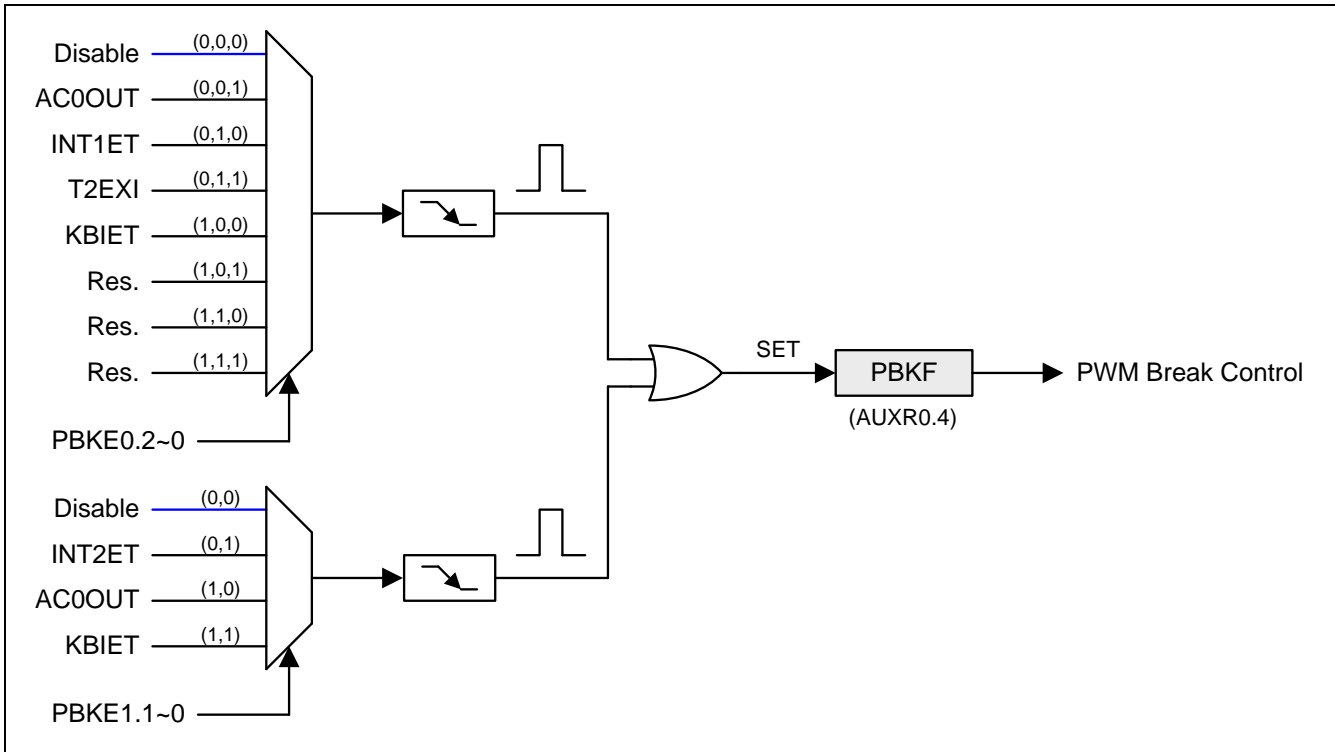 Disable (0,0,0)
AC0OUT (0,0,1)
INT1ET (0,1,0)
T2EXI (0,1,1)
KBIET (1,0,0)
Res. (1,0,1)
Res. (1,1,0)
Res. (1,1,1)
PBKE0.2~0
SET
PBKF
(AUXR0.4)
PWM Break Control
Disable (0,0)
INT2ET (0,1)
AC0OUT (1,0)
KBIET (1,1)
PBKE1.1~0